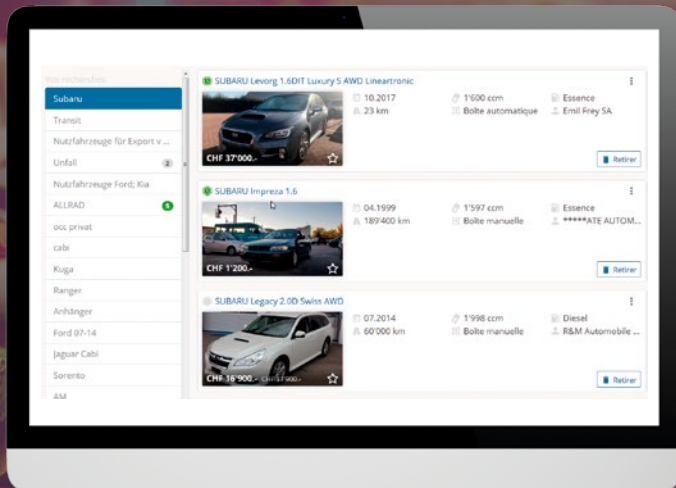 Vos recherches
Subaru
Transit
Nutzfahrzeuge für Export v ...
Unfall 2
Nutzfahrzeuge Ford; Kia
ALLRAD 5
occ privat
cabi
Kuga
Ranger
Anhänger
Ford 07-14
Jaguar Cabi
Sorento
AM
SUBARU Levorg 1.6DIT Luxury S AWD Lineartronic
10.2017 1'600 ccm Essence
23 km Boîte automatique Emil Frey SA
CHF 37'000.-
Retirer
SUBARU Impreza 1.6
04.1999 1'597 ccm Essence
189'400 km Boîte manuelle *****ATE AUTOM...
CHF 1'200.-
Retirer
SUBARU Legacy 2.0D Swiss AWD
07.2014 1'998 ccm Diesel
60'000 km Boîte manuelle R&M Automobile ...
CHF 16'900.-
Retirer